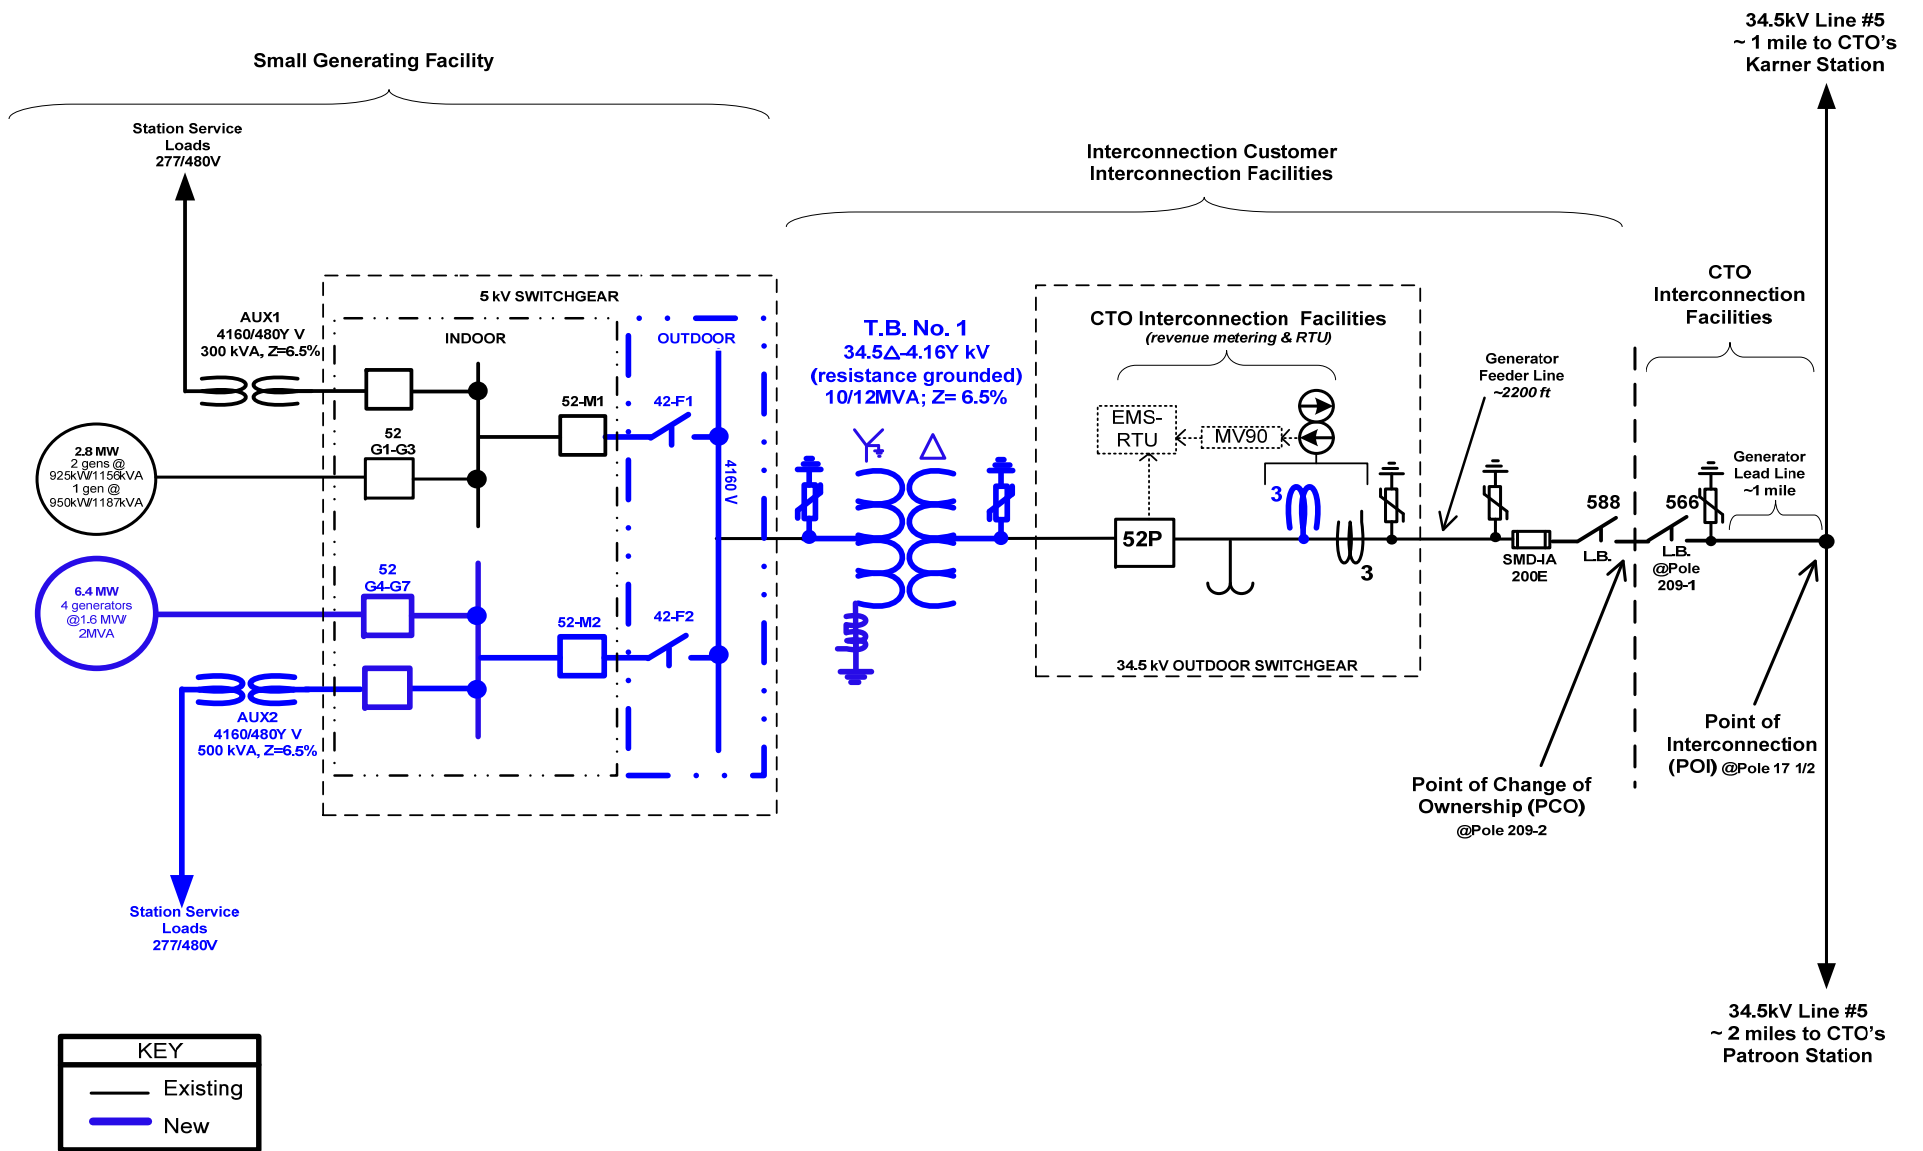 34.5kV Line #5
~ 1 mile to CTO's
Karner Station
Small Generating Facility
Station Service
Loads
277/480V
Interconnection Customer
Interconnection Facilities
CTO
Interconnection
Facilities
5 kV SWITCHGEAR
INDOOR
OUTDOOR
AUX1
4160/480Y V
300 kVA, Z=6.5%
T.B. No. 1
34.5Δ-4.16Y kV
(resistance grounded)
10/12MVA; Z= 6.5%
CTO Interconnection Facilities
(revenue metering & RTU)
Generator
Feeder Line
~2200 ft
52-M1
42-F1
EMS-
RTU
MV90
2.8 MW
2 gens @
925kW/1156kVA
1 gen @
950kW/1187kVA
52
G1-G3
4160 V
Generator
Lead Line
~1 mile
3
588
566
52P
3
SMD-IA
200E
L.B.
L.B.
@Pole
209-1
6.4 MW
4 generators
@1.6 MW/
2MVA
52
G4-G7
52-M2
42-F2
34.5 kV OUTDOOR SWITCHGEAR
AUX2
4160/480Y V
500 kVA, Z=6.5%
Point of
Interconnection
(POI) @Pole 17 1/2
Point of Change of
Ownership (PCO)
@Pole 209-2
Station Service
Loads
277/480V
34.5kV Line #5
~ 2 miles to CTO's
Patroon Station
KEY
Existing
New